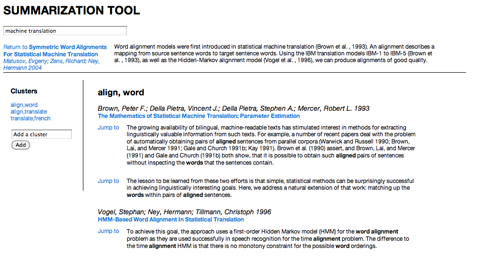 SUMMARIZATION TOOL
machine translation
Return to Symmetric Word Alignments
For Statistical Machine Translation
Matusov, Evgeny; Zens, Richard; Ney,
Hermann 2004
Word alignment models were first introduced in statistical machine translation (Brown et al. , 1993). An alignment describes a
mapping from source sentence words to target sentence words. Using the IBM translation models IBM-1 to IBM-5 (Brown et
al. , 1993), as well as the Hidden-Markov alignment model (Vogel et al. , 1996), we can produce alignments of good quality.
Clusters
align,word
align,translate
translate,french
Add a cluster
Add
align, word
Brown, Peter F.; Della Pietra, Vincent J.; Della Pietra, Stephen A.; Mercer, Robert L. 1993
The Mathematics of Statistical Machine Translation: Parameter Estimation
Jump to
The growing availability of bilingual, machine-readable texts has stimulated interest in methods for extracting
linguistically valuable information from such texts. For example, a number of recent papers deal with the problem
of automatically obtaining pairs of aligned sentences from parallel corpora (Warwick and Russell 1990; Brown,
Lai, and Mercer 1991; Gale and Church 1991b; Kay 1991). Brown et al. (1990) assert, and Brown, Lai, and Mercer
(1991) and Gale and Church (1991b) both show, that it is possible to obtain such aligned pairs of sentences
without inspecting the words that the sentences contain.
Jump to
The lesson to be learned from these two efforts is that simple, statistical methods can be surprisingly successful
in achieving linguistically interesting goals. Here, we address a natural extension of that work: matching up the
words within pairs of aligned sentences.
Vogel, Stephan; Ney, Hermann; Tillmann, Christoph 1996
HMM-Based Word Alignment In Statistical Translation
Jump to
To achieve this goal, the approach uses a first-order Hidden Markov model (HMM) for the word alignment
problem as they are used successfully in speech recognition for the time alignment problem. The difference to
the time alignment HMM is that there is no monotony constraint for the possible word orderings.